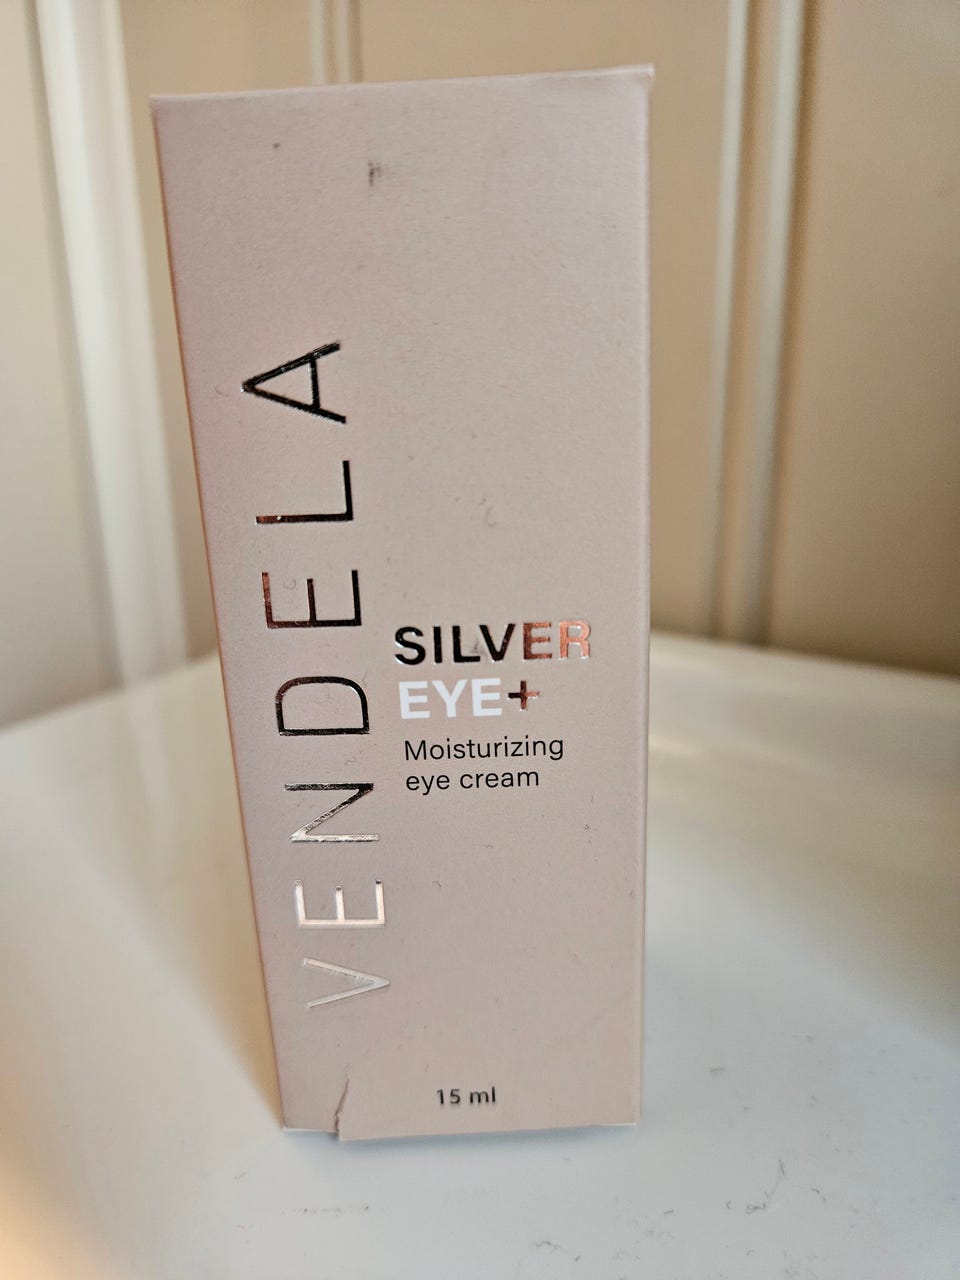 VENDELA
SILVER
EYE+
Moisturizing
eye cream
15 ml